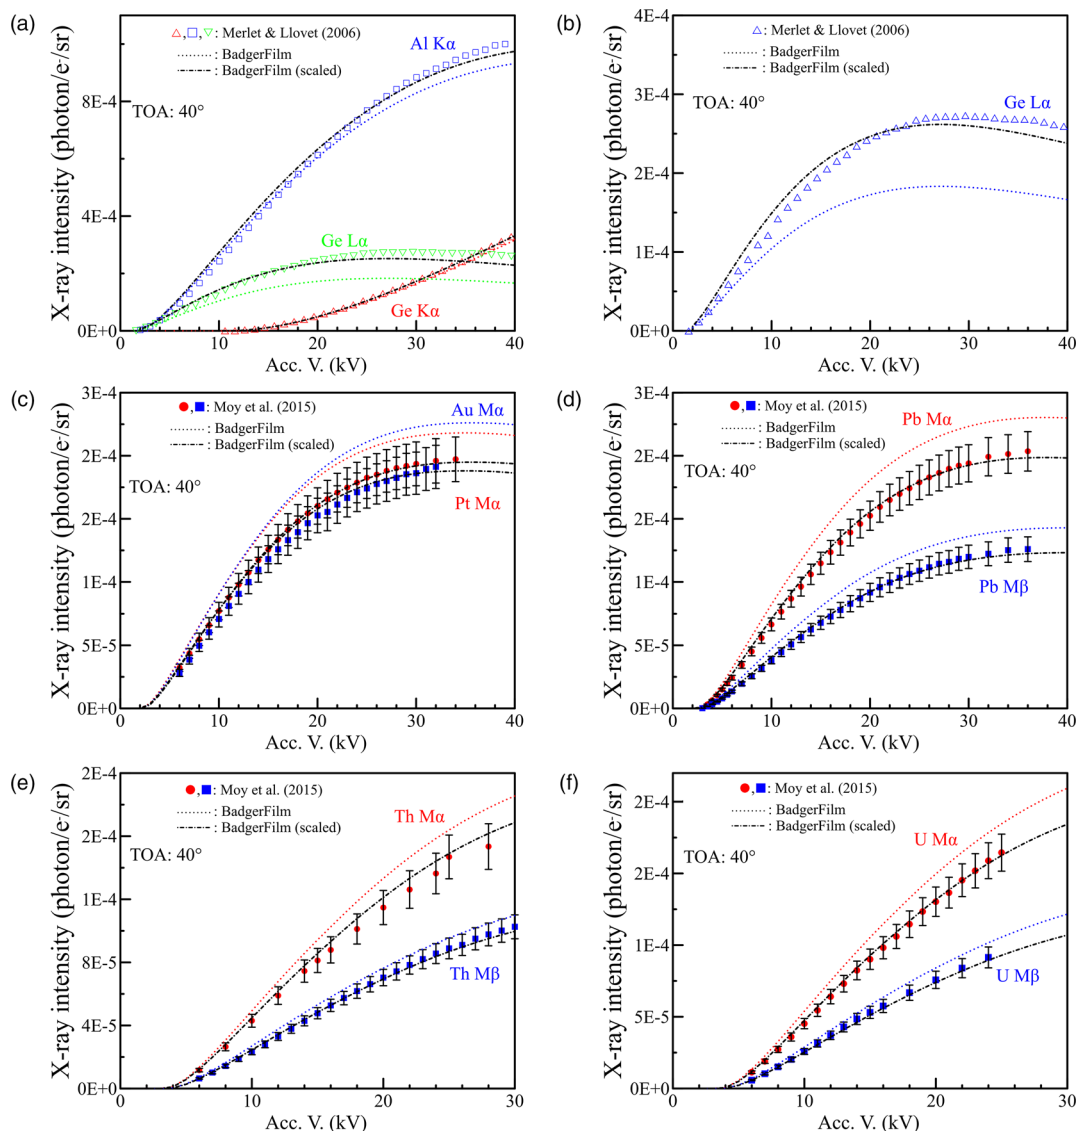 (a)
X-ray intensity (photon/e-/sr)
8E-4
4E-4
0E+0
△,□,▽: Merlet & Llovet (2006)
: BadgerFilm
: BadgerFilm (scaled)
TOA: 40°
Al Kα
Ge Lα
Ge Kα
0 10 20 30 40
Acc. V. (kV)
(b)
X-ray intensity (photon/e-/sr)
4E-4
3E-4
2E-4
1E-4
0E+0
△: Merlet & Llovet (2006)
: BadgerFilm
: BadgerFilm (scaled)
TOA: 40°
Ge Lα
0 10 20 30 40
Acc. V. (kV)
(c)
X-ray intensity (photon/e-/sr)
3E-4
2E-4
2E-4
1E-4
5E-5
0E+0
●,■: Moy et al. (2015)
: BadgerFilm
: BadgerFilm (scaled)
TOA: 40°
Au Mα
Pt Mα
0 10 20 30 40
Acc. V. (kV)
(d)
X-ray intensity (photon/e-/sr)
3E-4
2E-4
2E-4
1E-4
5E-5
0E+0
●,■: Moy et al. (2015)
: BadgerFilm
: BadgerFilm (scaled)
TOA: 40°
Pb Mα
Pb Mβ
0 10 20 30 40
Acc. V. (kV)
(e)
X-ray intensity (photon/e-/sr)
2E-4
2E-4
1E-4
8E-5
4E-5
0E+0
●,■: Moy et al. (2015)
: BadgerFilm
: BadgerFilm (scaled)
TOA: 40°
Th Mα
Th Mβ
0 10 20 30
Acc. V. (kV)
(f)
X-ray intensity (photon/e-/sr)
2E-4
2E-4
1E-4
5E-5
0E+0
●,■: Moy et al. (2015)
: BadgerFilm
: BadgerFilm (scaled)
TOA: 40°
U Mα
U Mβ
0 10 20 30
Acc. V. (kV)